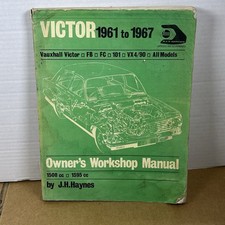 VICTOR 1961 to 1967
Vauxhall Victor □ FB □ FC □ 101 □ VX 4/90 □ All Models
Owner's Workshop Manual
1508 cc □ 1595 cc
by J.H.Haynes